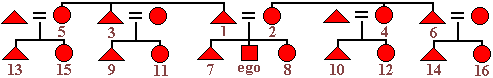 = = = = =
5 3 1 2 4 6
13 15 9 11 7 ego 8 10 12 14 16